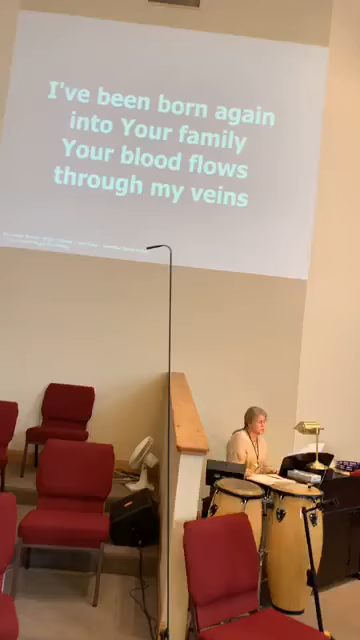 I've been born again
into Your family
Your blood flows
through my veins